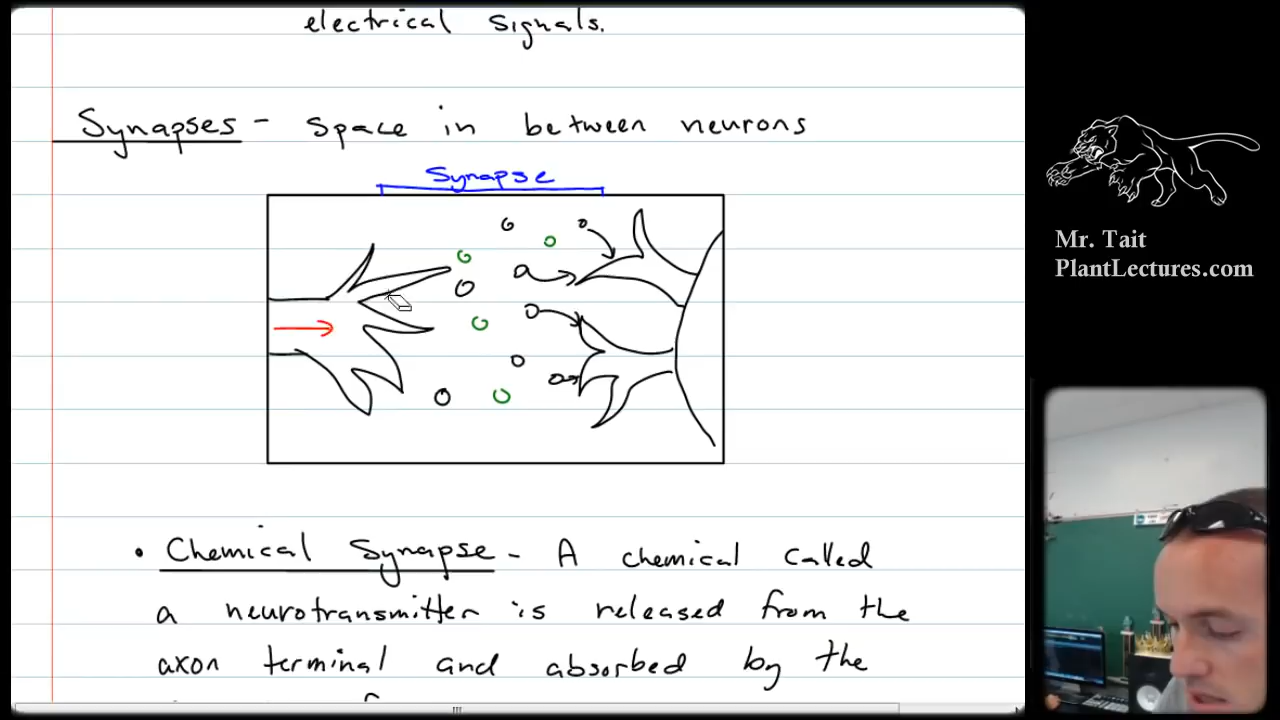 electrical signals.
Synapses - space in between neurons
Synapse
Mr. Tait
PlantLectures.com
• Chemical Synapse - A chemical called
a neurotransmitter is released from the
axon terminal and absorbed by the